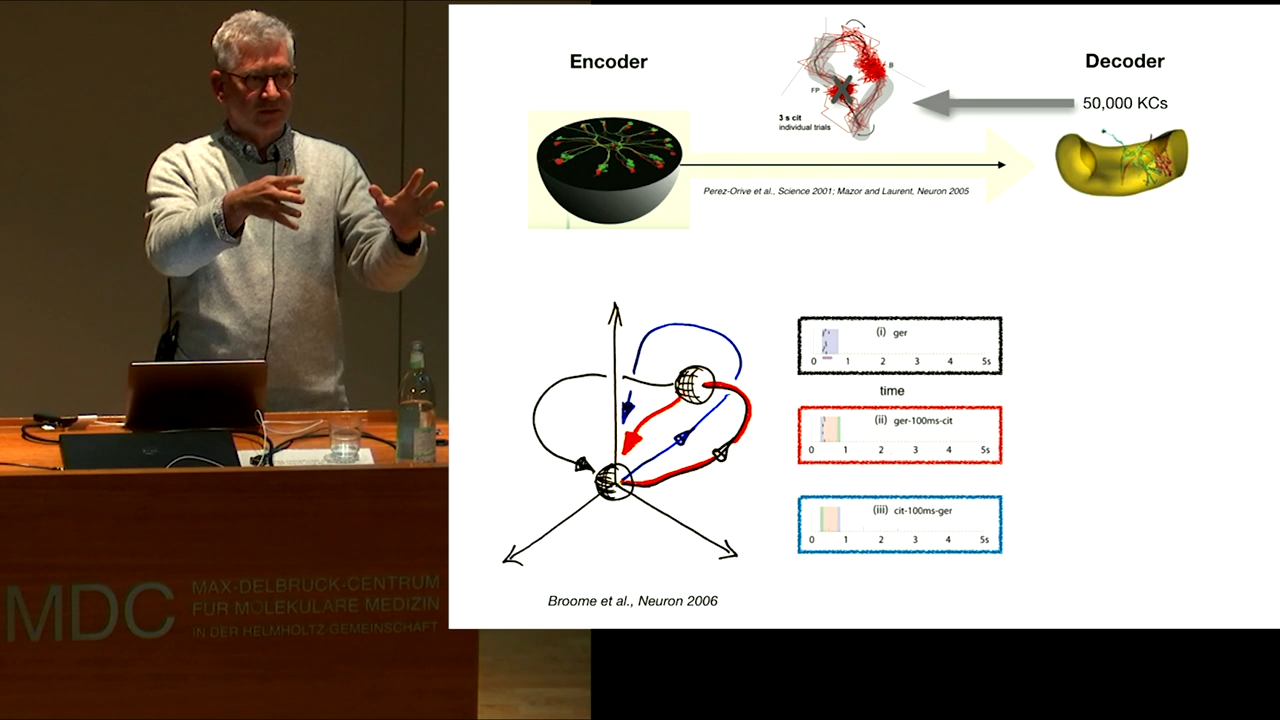 Encoder
Decoder
B
FP
50,000 KCs
3 s cit
individual trials
Perez-Orive et al., Science 2001; Mazor and Laurent, Neuron 2005
(i) ger
0 1 2 3 4 5s
time
(ii) ger-100ms-cit
0 1 2 3 4 5s
(iii) cit-100ms-ger
0 1 2 3 4 5s
Broome et al., Neuron 2006
MDC
MAX-DELBRÜCK-CENTRUM
FÜR MOLEKULARE MEDIZIN
IN DER HELMHOLTZ-GEMEINSCHAFT